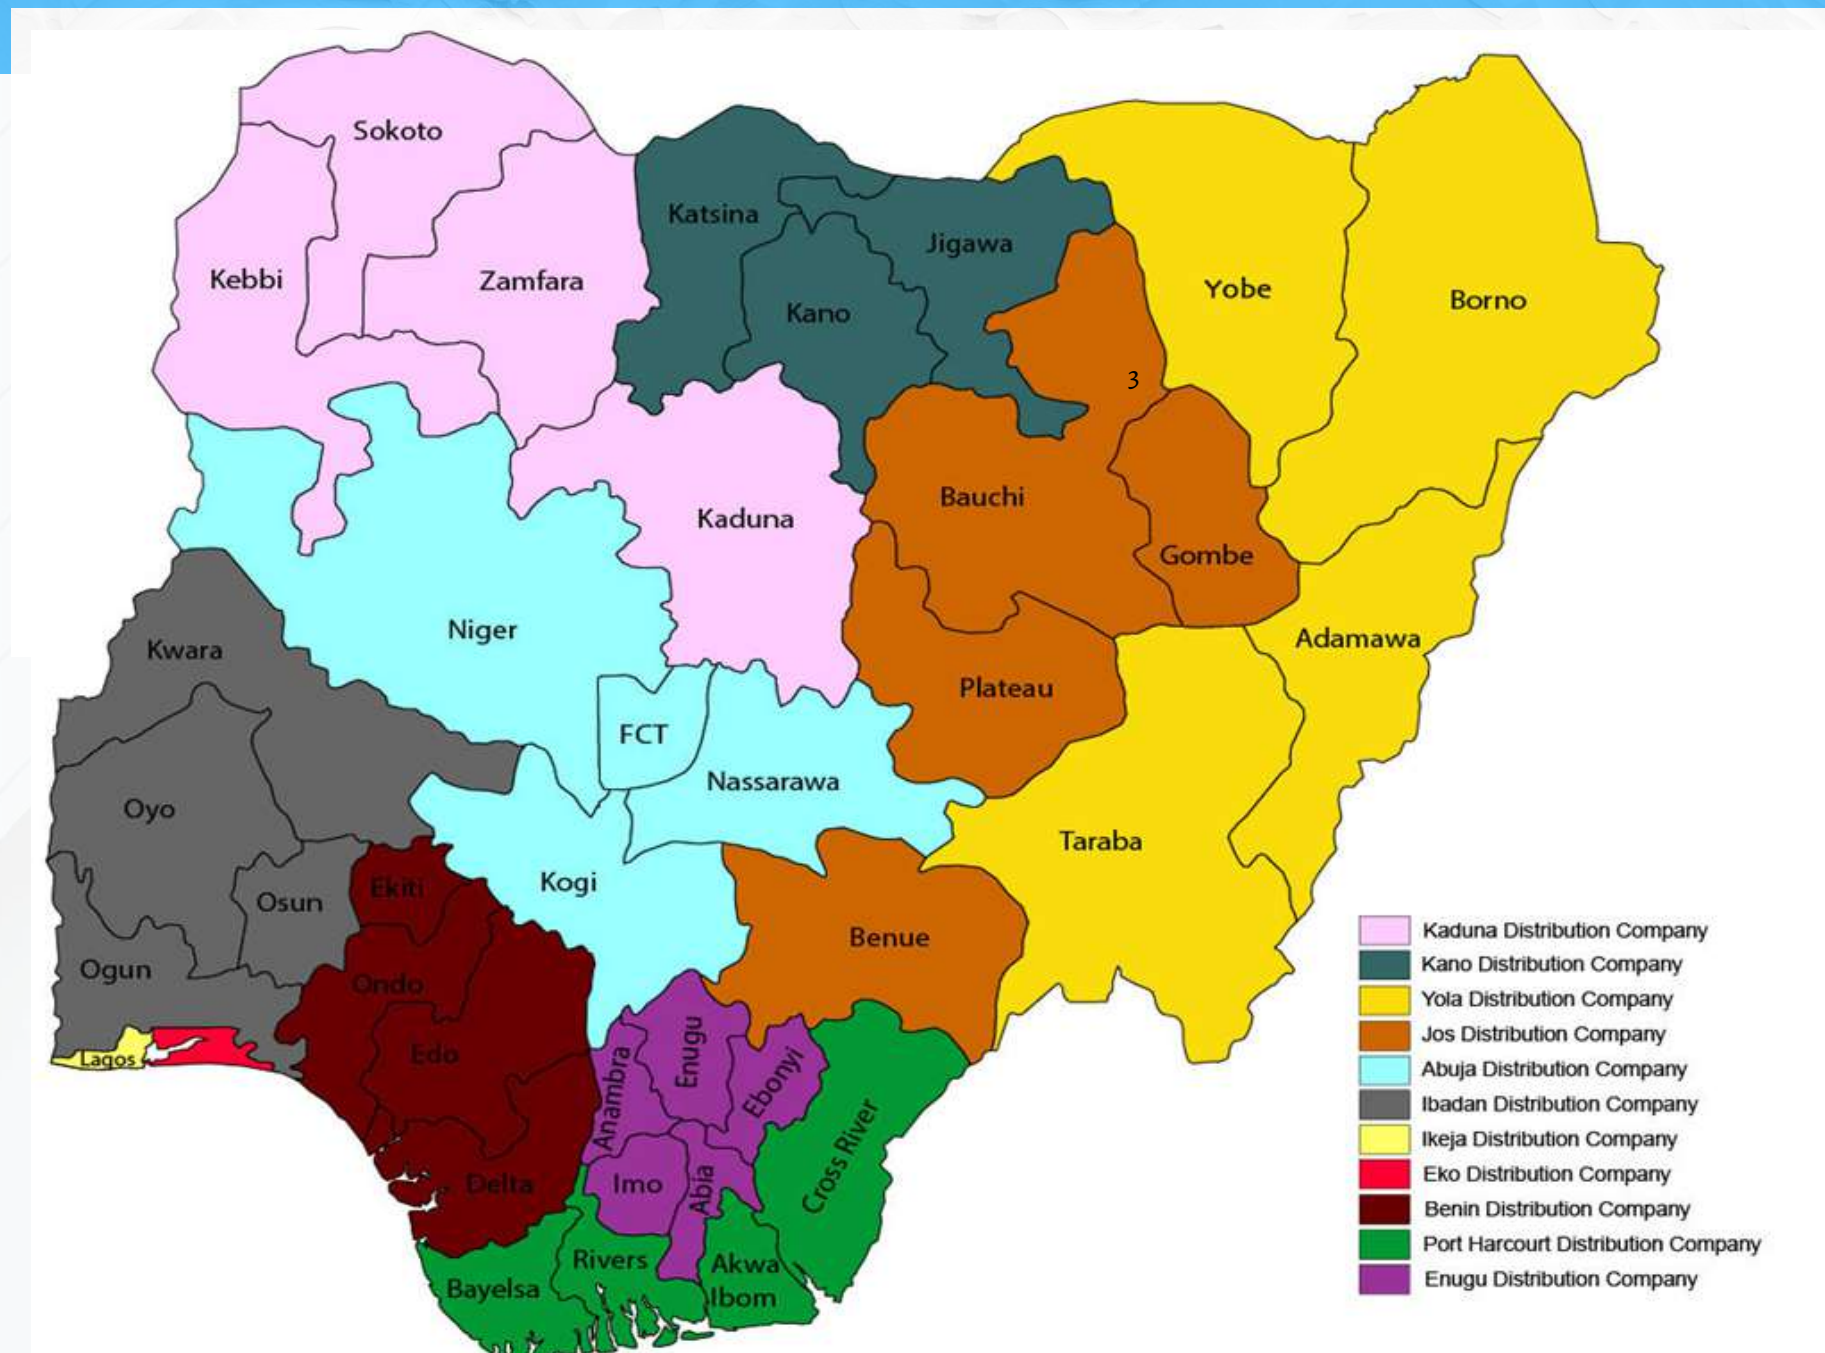 Sokoto
Katsina
Jigawa
Kebbi
Zamfara
Kano
Yobe
Borno
3
Bauchi
Kaduna
Gombe
Niger
Adamawa
Kwara
Plateau
FCT
Nassarawa
Oyo
Taraba
Kogi
Ekiti
Osun
Benue
Ogun
Ondo
Edo
Lagos
Anambra
Enugu
Ebonyi
Cross River
Delta
Imo
Abia
Rivers
Bayelsa
Akwa
Ibom
Kaduna Distribution Company
Kano Distribution Company
Yola Distribution Company
Jos Distribution Company
Abuja Distribution Company
Ibadan Distribution Company
Ikeja Distribution Company
Eko Distribution Company
Benin Distribution Company
Port Harcourt Distribution Company
Enugu Distribution Company